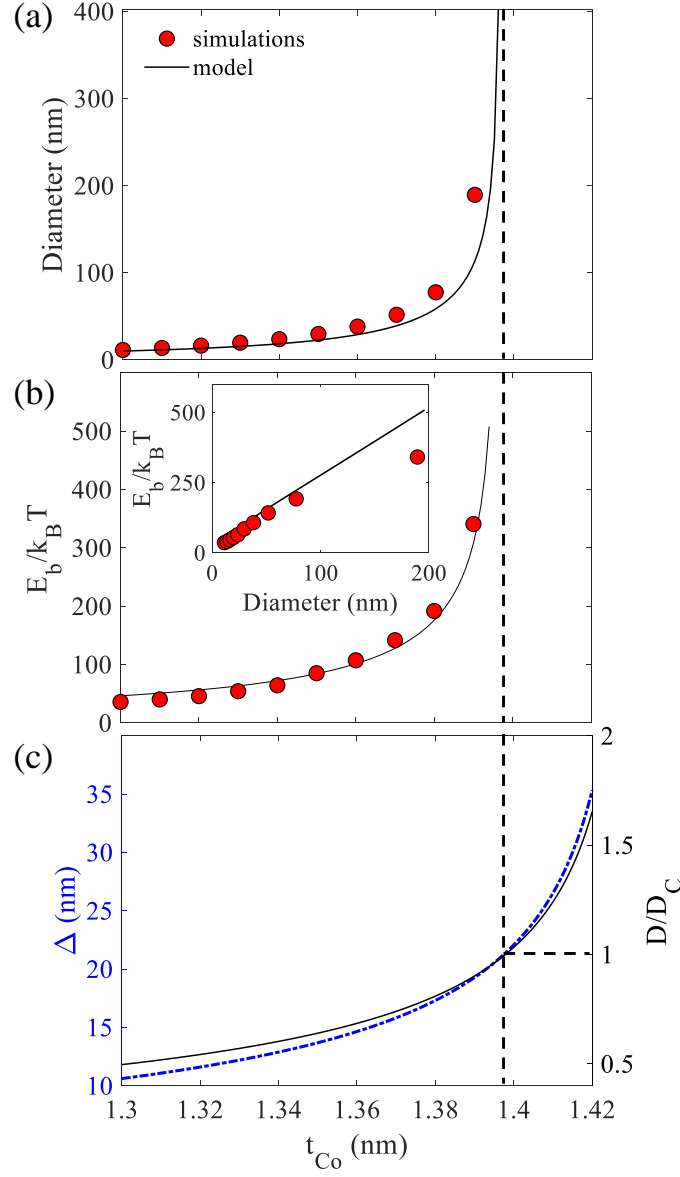 (a)
400
300
200
100
0
Diameter (nm)
simulations
model
(b)
500
400
300
200
100
0
E_b/k_BT
500
250
0
E_b/k_BT
0 100 200
Diameter (nm)
(c)
35
30
25
20
15
10
Δ (nm)
2
1.5
1
0.5
D/D_C
1.3 1.32 1.34 1.36 1.38 1.4 1.42
t_Co (nm)